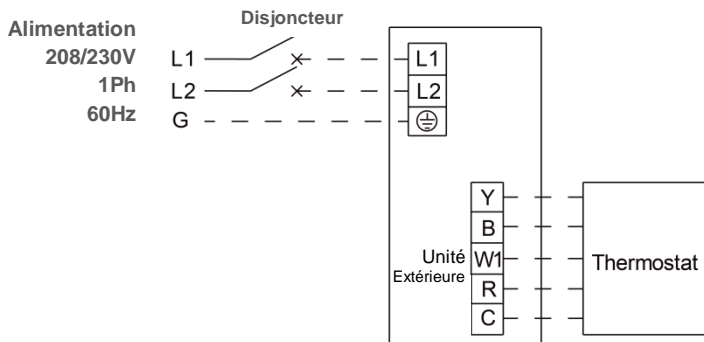 Alimentation
208/230V
1Ph
60Hz
Disjoncteur
L1
L2
G
L1
L2
Y
B
W1
R
C
Unité
Extérieure
Thermostat